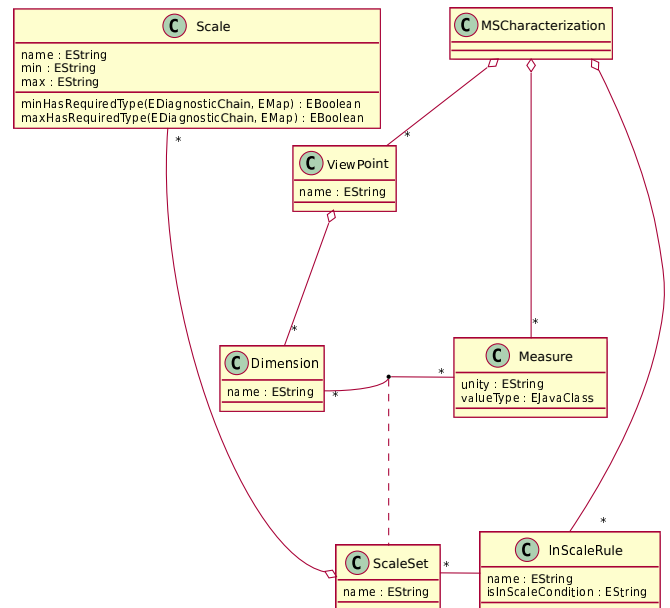 C Scale
name : EString
min : EString
max : EString
minHasRequiredType(EDiagnosticChain, EMap) : EBoolean
maxHasRequiredType(EDiagnosticChain, EMap) : EBoolean
*
C MSCharacterization
*
C ViewPoint
name : EString
*
*
C Dimension
name : EString
*
*
C Measure
unity : EString
valueType : EJavaClass
*
C ScaleSet
name : EString
*
C InScaleRule
name : EString
isInScaleCondition : EString